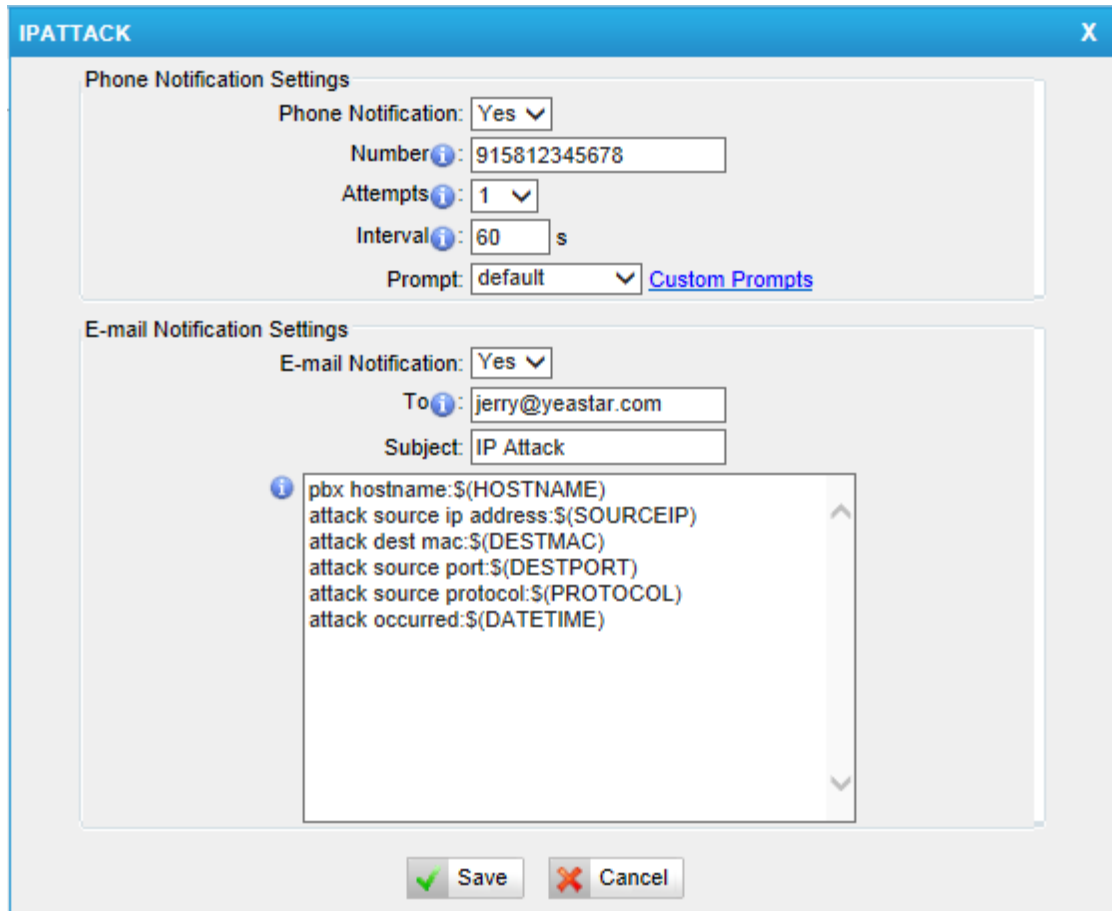 IPATTACK X
Phone Notification Settings
Phone Notification: Yes
Number: 915812345678
Attempts: 1
Interval: 60 s
Prompt: default Custom Prompts
E-mail Notification Settings
E-mail Notification: Yes
To: jerry@yeastar.com
Subject: IP Attack
pbx hostname:$(HOSTNAME)
attack source ip address:$(SOURCEIP)
attack dest mac:$(DESTMAC)
attack source port:$(DESTPORT)
attack source protocol:$(PROTOCOL)
attack occurred:$(DATETIME)
Save Cancel